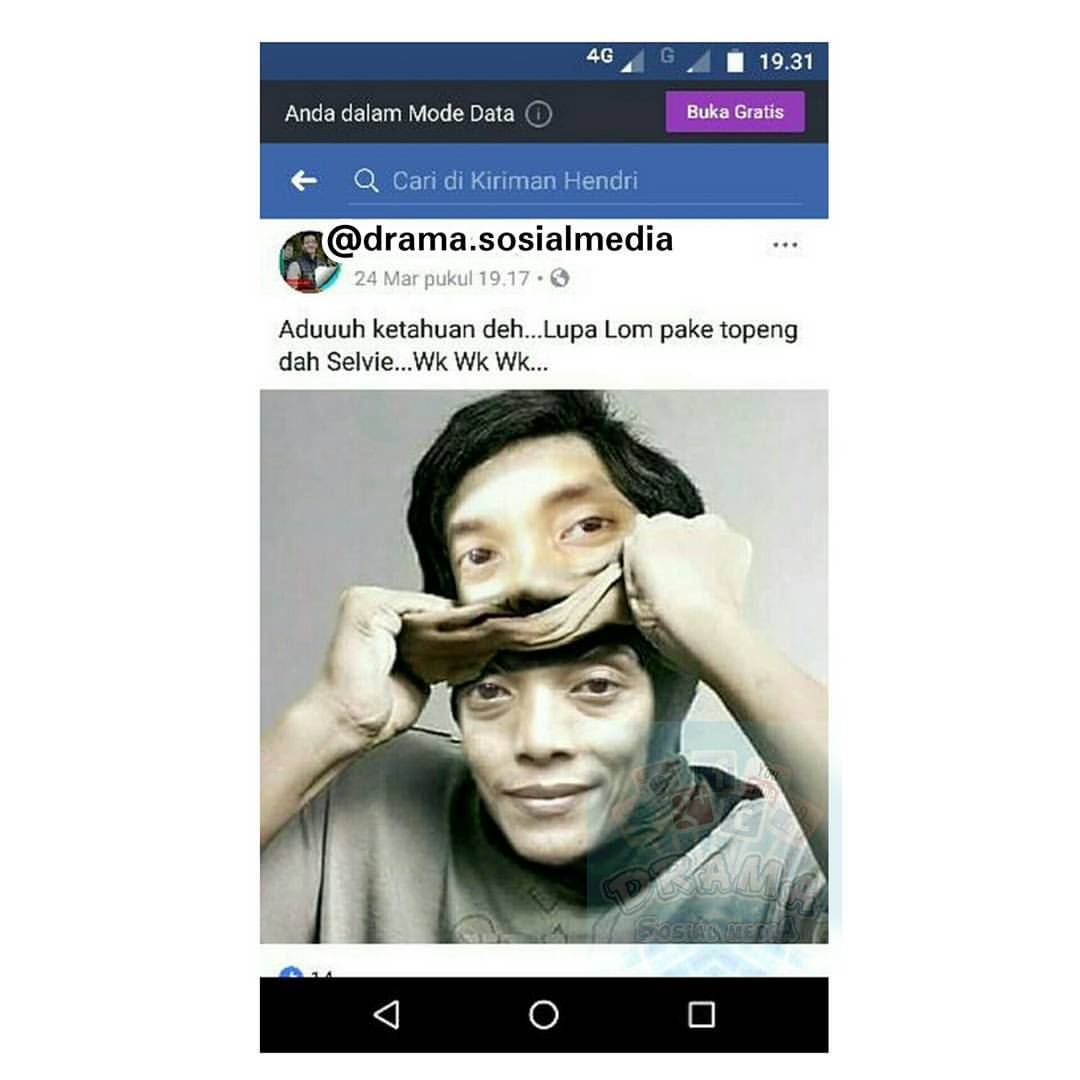 4G G 19.31
Anda dalam Mode Data i Buka Gratis
Cari di Kiriman Hendri
@drama.sosialmedia
24 Mar pukul 19.17 •
Aduuuh ketahuan deh...Lupa Lom pake topeng
dah Selvie...Wk Wk Wk...
DRAMA
SOSIAL MEDIA
14